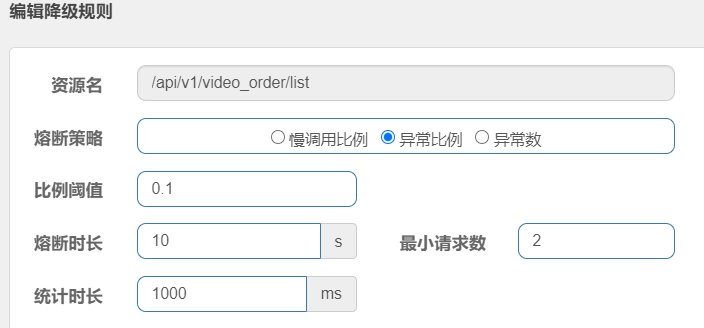 编辑降级规则
资源名 /api/v1/video_order/list
熔断策略 慢调用比例 异常比例 异常数
比例阈值 0.1
熔断时长 10 s 最小请求数 2
统计时长 1000 ms